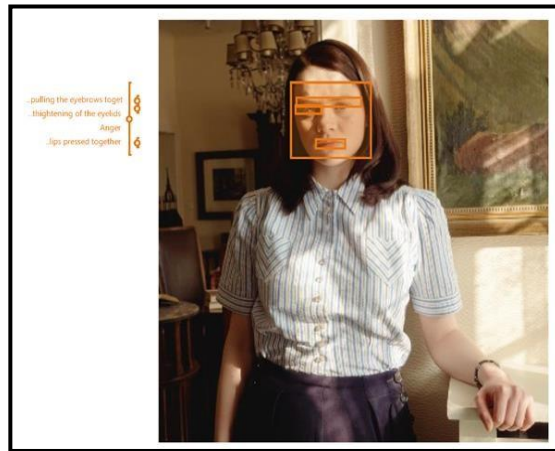 ..pulling the eyebrows toget
..thightening of the eyelids
Anger
..lips pressed together